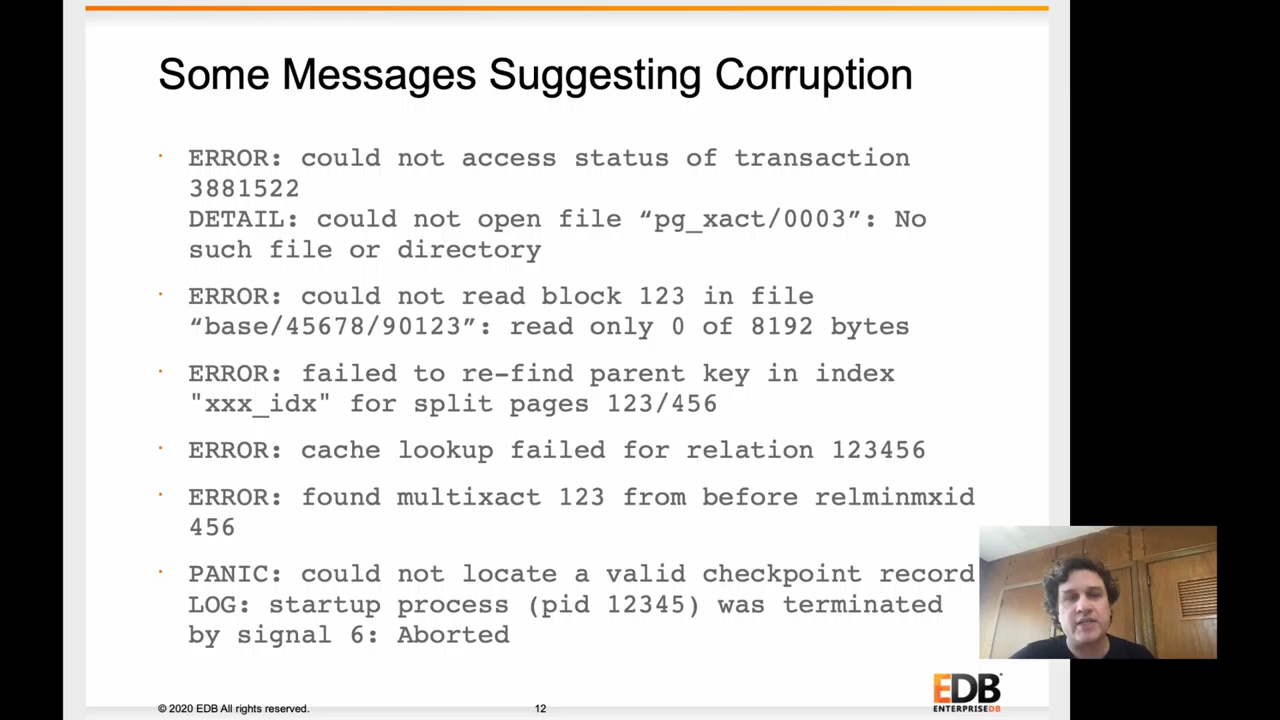 Some Messages Suggesting Corruption
· ERROR: could not access status of transaction
3881522
DETAIL: could not open file “pg_xact/0003”: No
such file or directory
· ERROR: could not read block 123 in file
“base/45678/90123”: read only 0 of 8192 bytes
· ERROR: failed to re-find parent key in index
"xxx_idx" for split pages 123/456
· ERROR: cache lookup failed for relation 123456
· ERROR: found multixact 123 from before relminmxid
456
· PANIC: could not locate a valid checkpoint record
LOG: startup process (pid 12345) was terminated
by signal 6: Aborted
EDB
ENTERPRISEDB
© 2020 EDB All rights reserved.
12